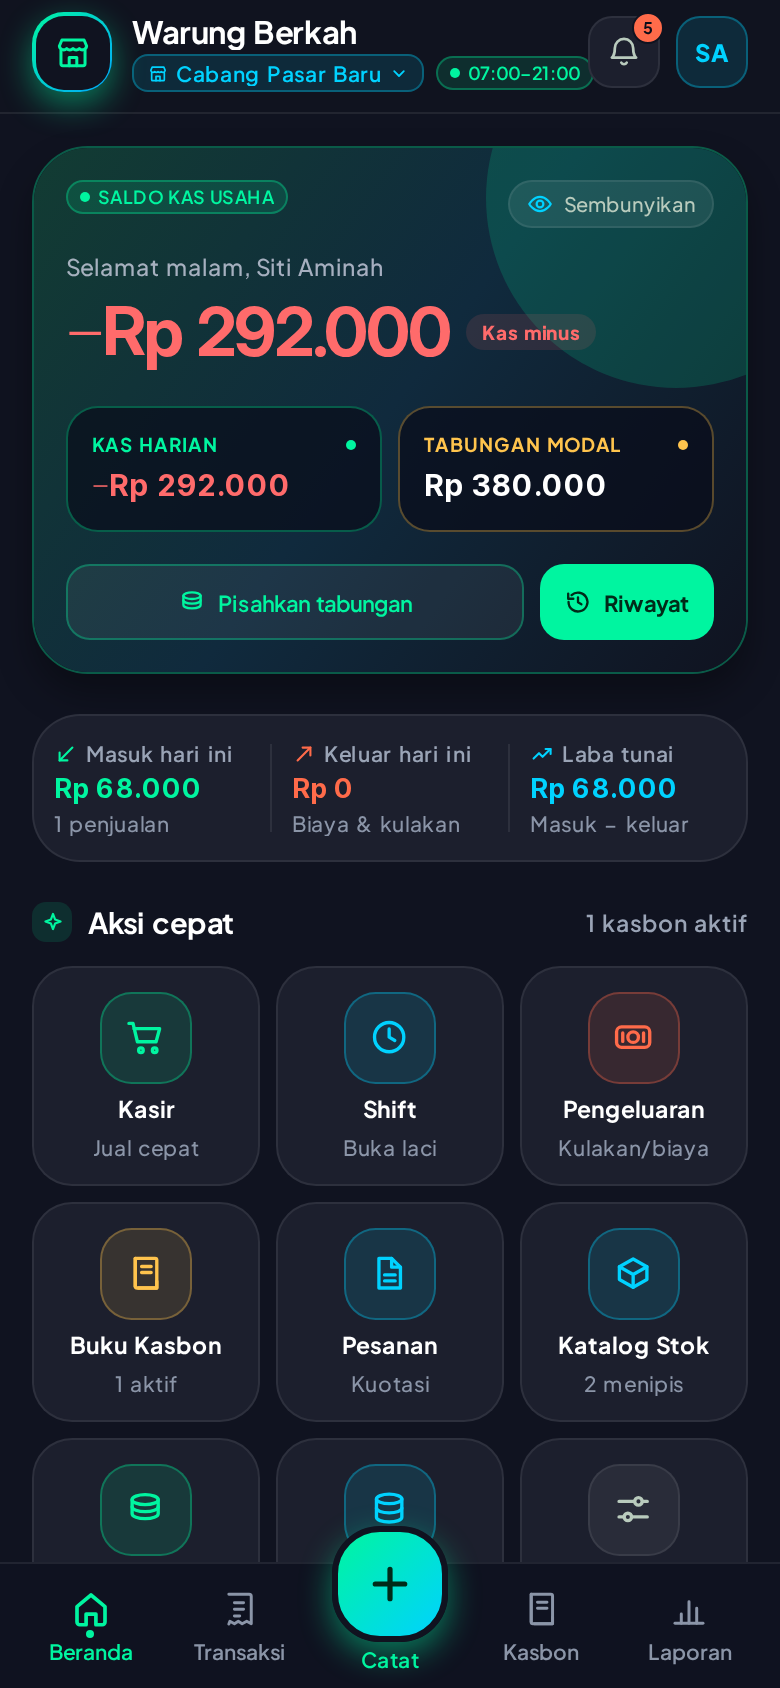 Warung Berkah
Cabang Pasar Baru
07:00–21:00
5
SA
SALDO KAS USAHA
Sembunyikan
Selamat malam, Siti Aminah
−Rp 292.000
Kas minus
KAS HARIAN
−Rp 292.000
TABUNGAN MODAL
Rp 380.000
Pisahkan tabungan
Riwayat
Masuk hari ini
Rp 68.000
1 penjualan
Keluar hari ini
Rp 0
Biaya & kulakan
Laba tunai
Rp 68.000
Masuk − keluar
Aksi cepat
1 kasbon aktif
Kasir
Jual cepat
Shift
Buka laci
Pengeluaran
Kulakan/biaya
Buku Kasbon
1 aktif
Pesanan
Kuotasi
Katalog Stok
2 menipis
Beranda
Transaksi
Catat
Kasbon
Laporan